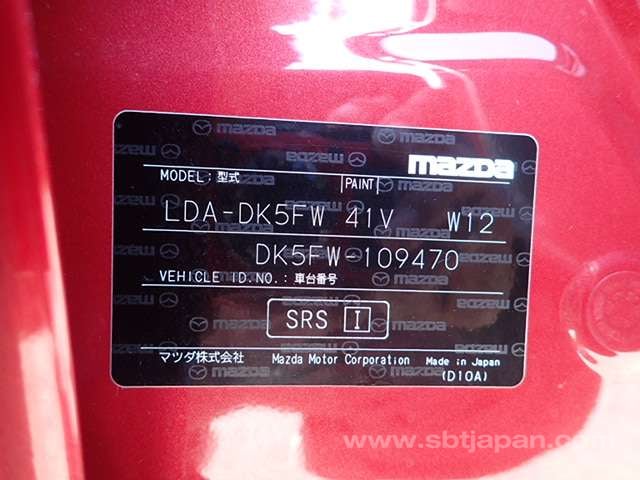 mazda
MODEL:型式 PAINT
LDA-DK5FW 41V W12
DK5FW-109470
VEHICLE ID.NO.:車台番号
SRS I
マツダ株式会社 Mazda Motor Corporation Made in Japan
(D10A)
www.sbtjapan.com